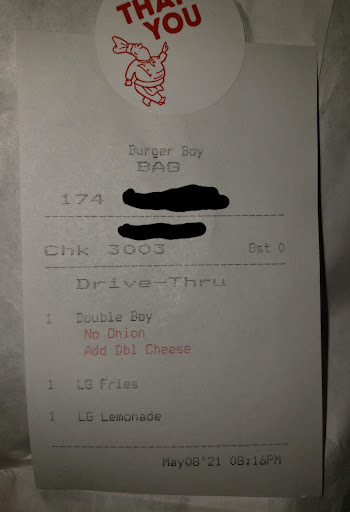 THANK
YOU
Burger Boy
BAG
174
Chk 3003 Gst 0
Drive-Thru
1 Double Boy
No Onion
Add Dbl Cheese
1 LG Fries
1 LG Lemonade
May08'21 08:16PM